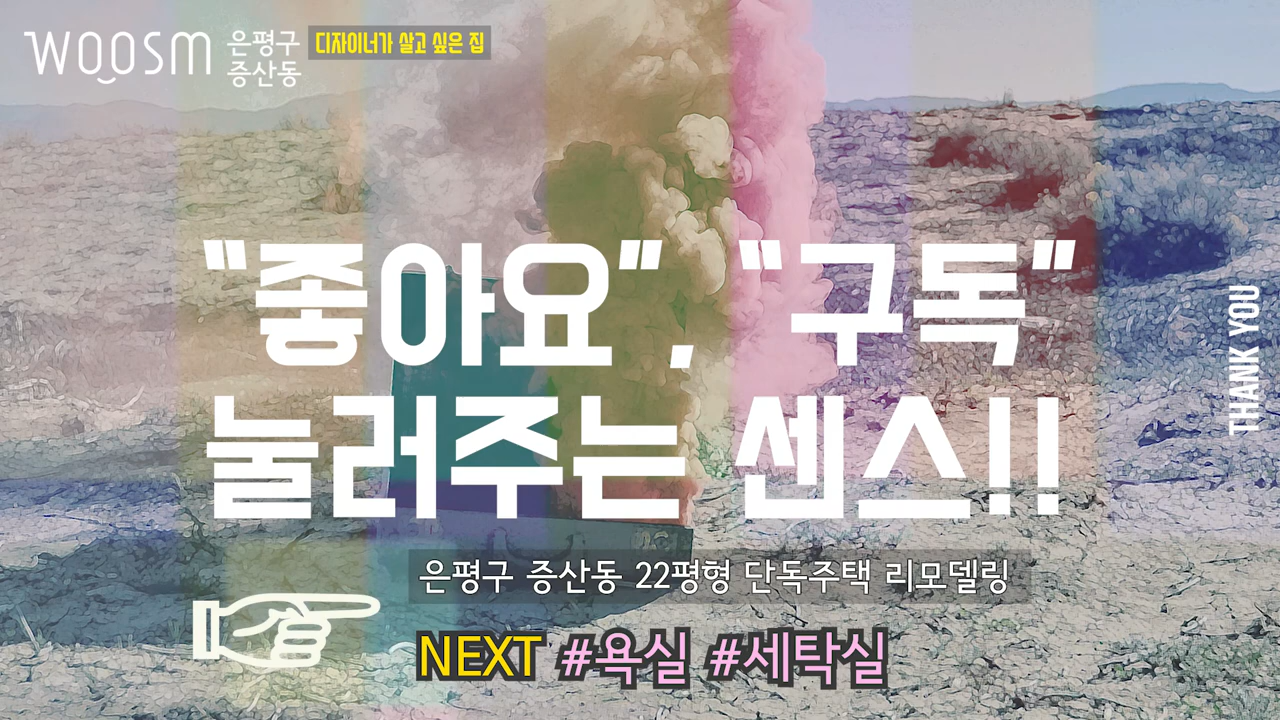 WOOSM
은평구
증산동
디자이너가 살고 싶은 집
"좋아요", "구독"
눌러주는 센스!!
THANK YOU
은평구 증산동 22평형 단독주택 리모델링
NEXT #욕실 #세탁실